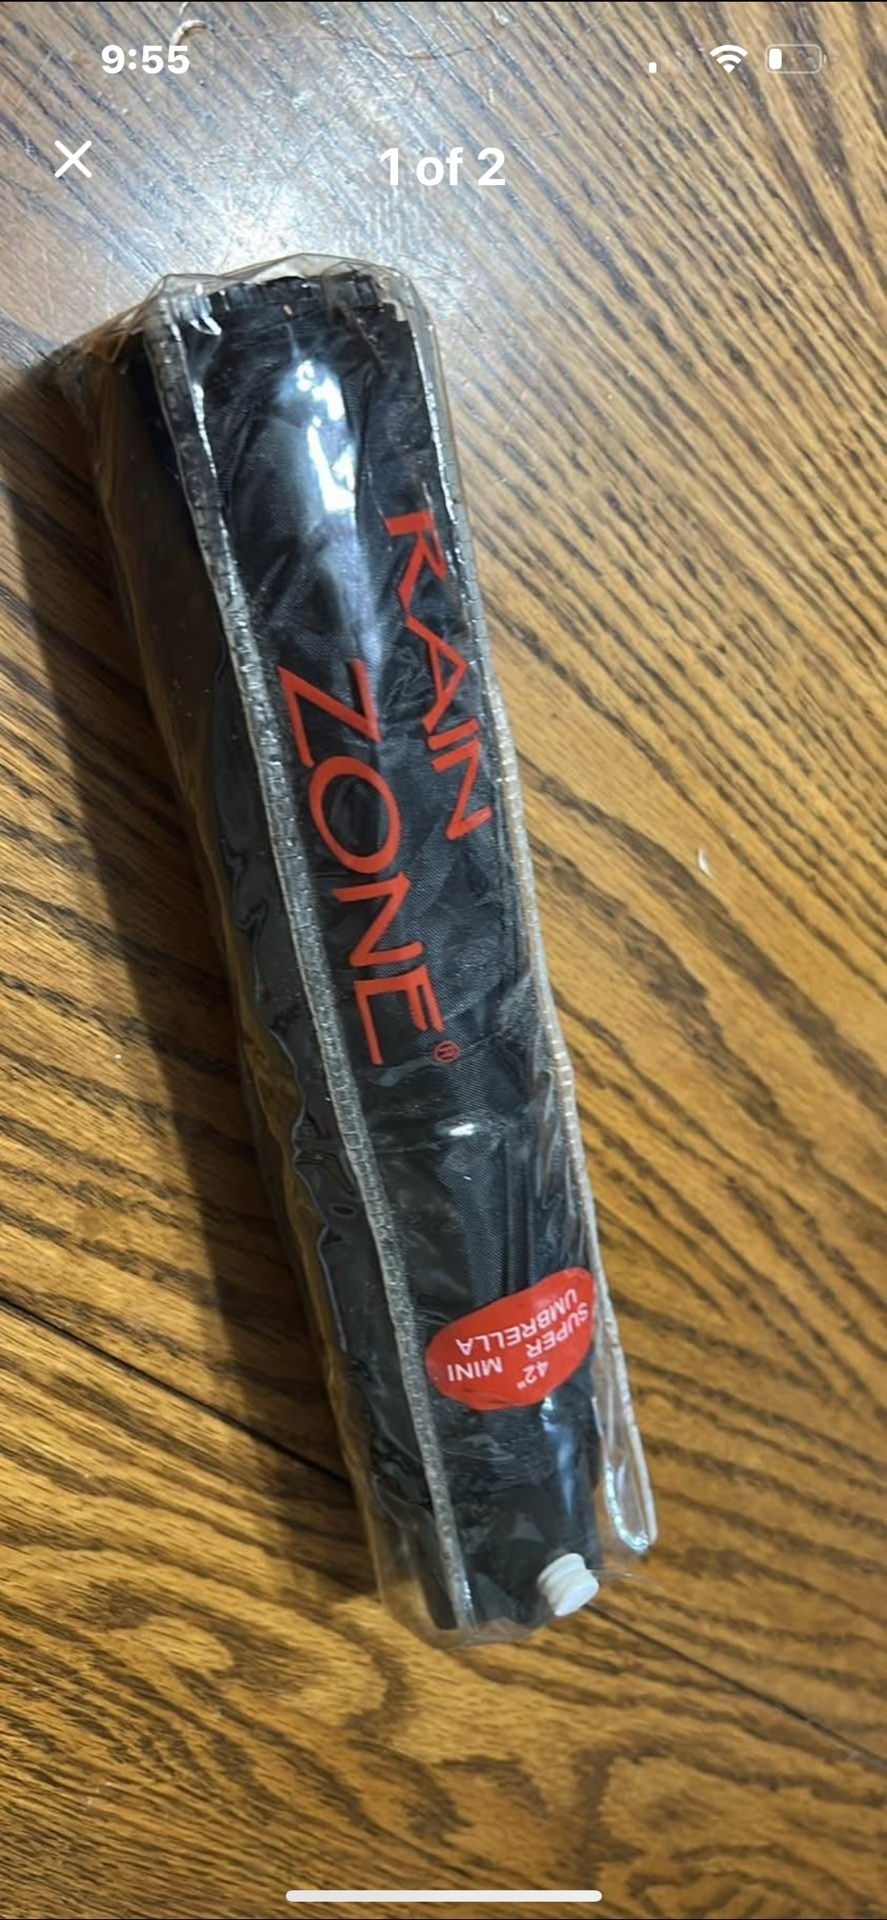 9:55
1 of 2
RAIN
ZONE®
42"
SUPER MINI
UMBRELLA